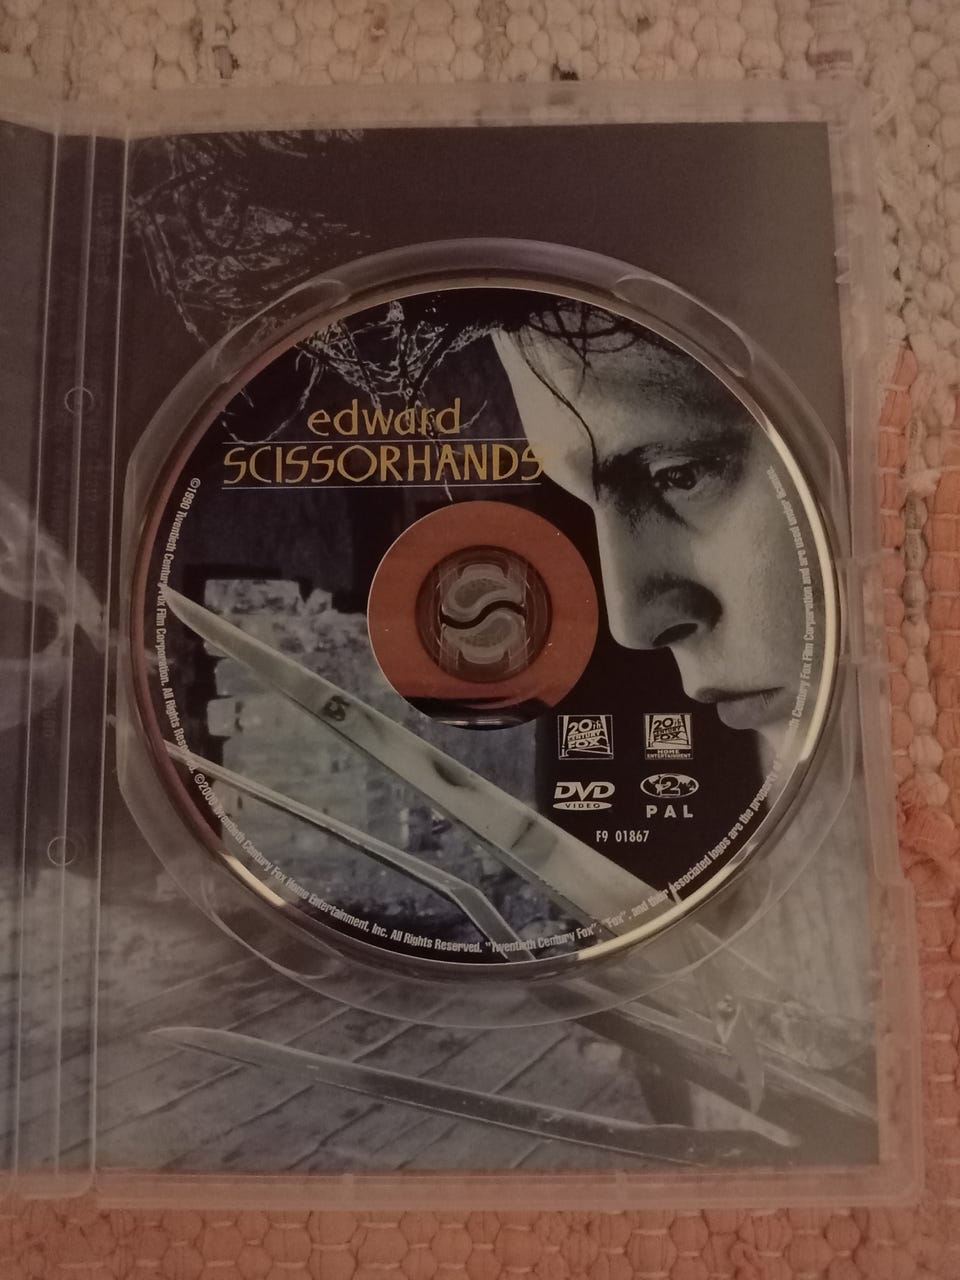 edward
SCISSORHANDS
20th
CENTURY
FOX
20th
CENTURY
FOX
HOME
ENTERTAINMENT
DVD
VIDEO
2
PAL
F9 01867
©1990 Twentieth Century Fox Film Corporation. All Rights Reserved. ©2006 Twentieth Century Fox Home Entertainment, Inc. All Rights Reserved. "Twentieth Century Fox", "Fox", and their associated logos are the property of Century Fox Film Corporation and are used under license.